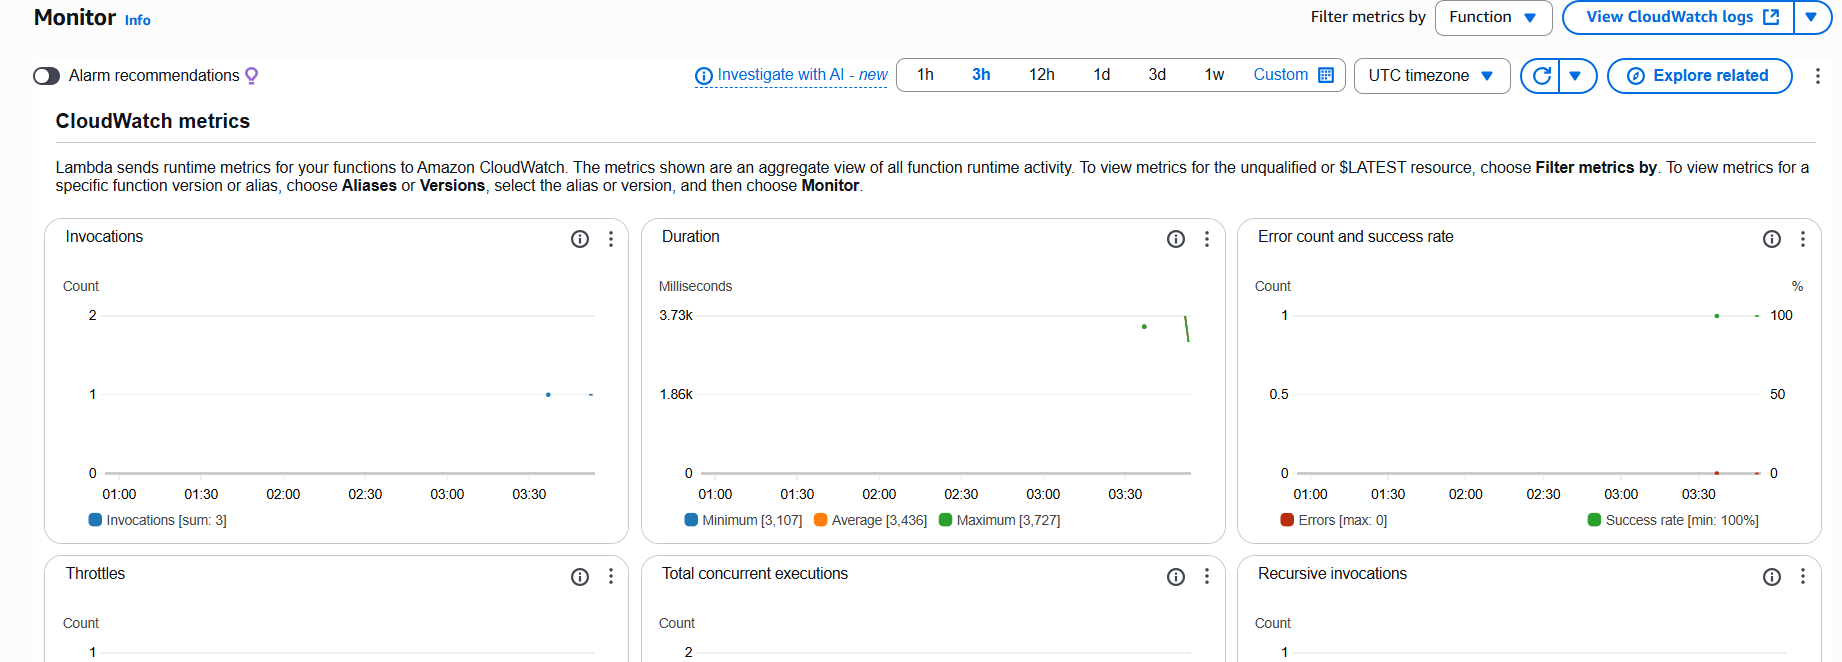 Monitor Info
Filter metrics by Function View CloudWatch logs
Alarm recommendations Investigate with AI - new 1h 3h 12h 1d 3d 1w Custom UTC timezone Explore related
CloudWatch metrics
Lambda sends runtime metrics for your functions to Amazon CloudWatch. The metrics shown are an aggregate view of all function runtime activity. To view metrics for the unqualified or $LATEST resource, choose Filter metrics by. To view metrics for a
specific function version or alias, choose Aliases or Versions, select the alias or version, and then choose Monitor.
Invocations
Count
2
1
0
01:00 01:30 02:00 02:30 03:00 03:30
Invocations [sum: 3]
Duration
Milliseconds
3.73k
1.86k
0
01:00 01:30 02:00 02:30 03:00 03:30
Minimum [3,107] Average [3,436] Maximum [3,727]
Error count and success rate
Count %
1 100
0.5 50
0 0
01:00 01:30 02:00 02:30 03:00 03:30
Errors [max: 0] Success rate [min: 100%]
Throttles
Count
1
Total concurrent executions
Count
2
Recursive invocations
Count
1